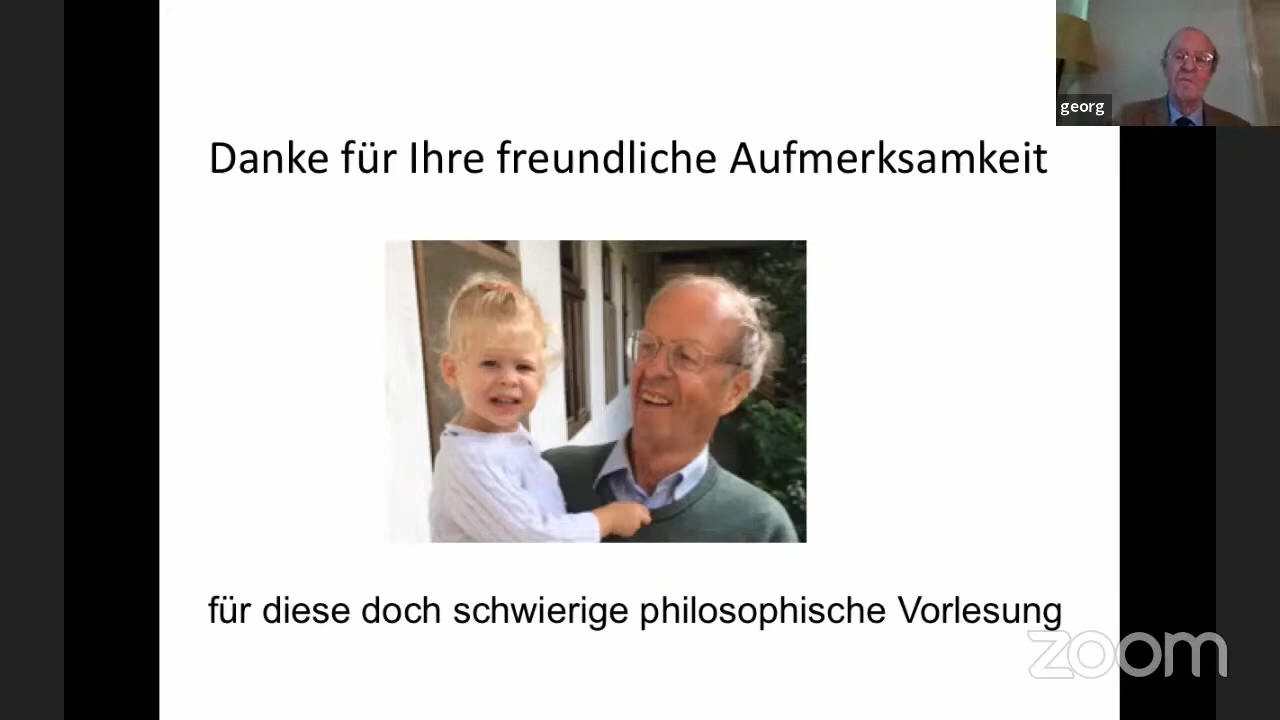 georg
Danke für Ihre freundliche Aufmerksamkeit
für diese doch schwierige philosophische Vorlesung
zoom